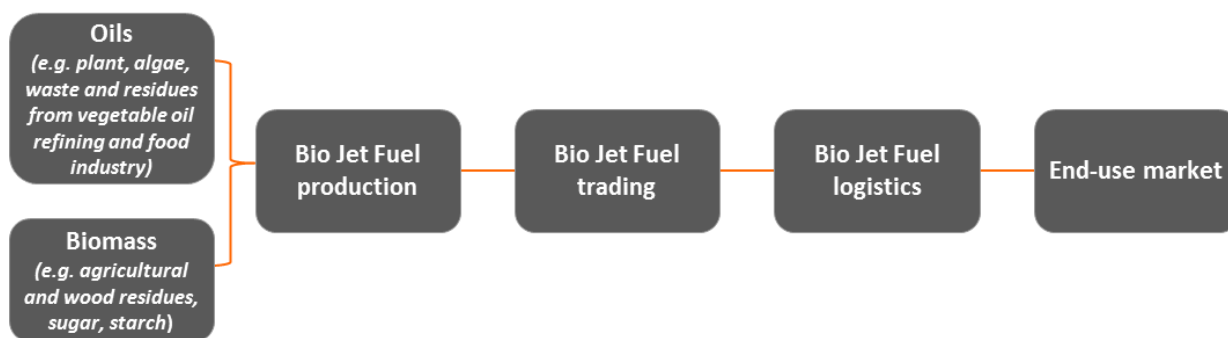 Oils
(e.g. plant, algae,
waste and residues
from vegetable oil
refining and food
industry)
Biomass
(e.g. agricultural
and wood residues,
sugar, starch)
Bio Jet Fuel
production
Bio Jet Fuel
trading
Bio Jet Fuel
logistics
End-use market